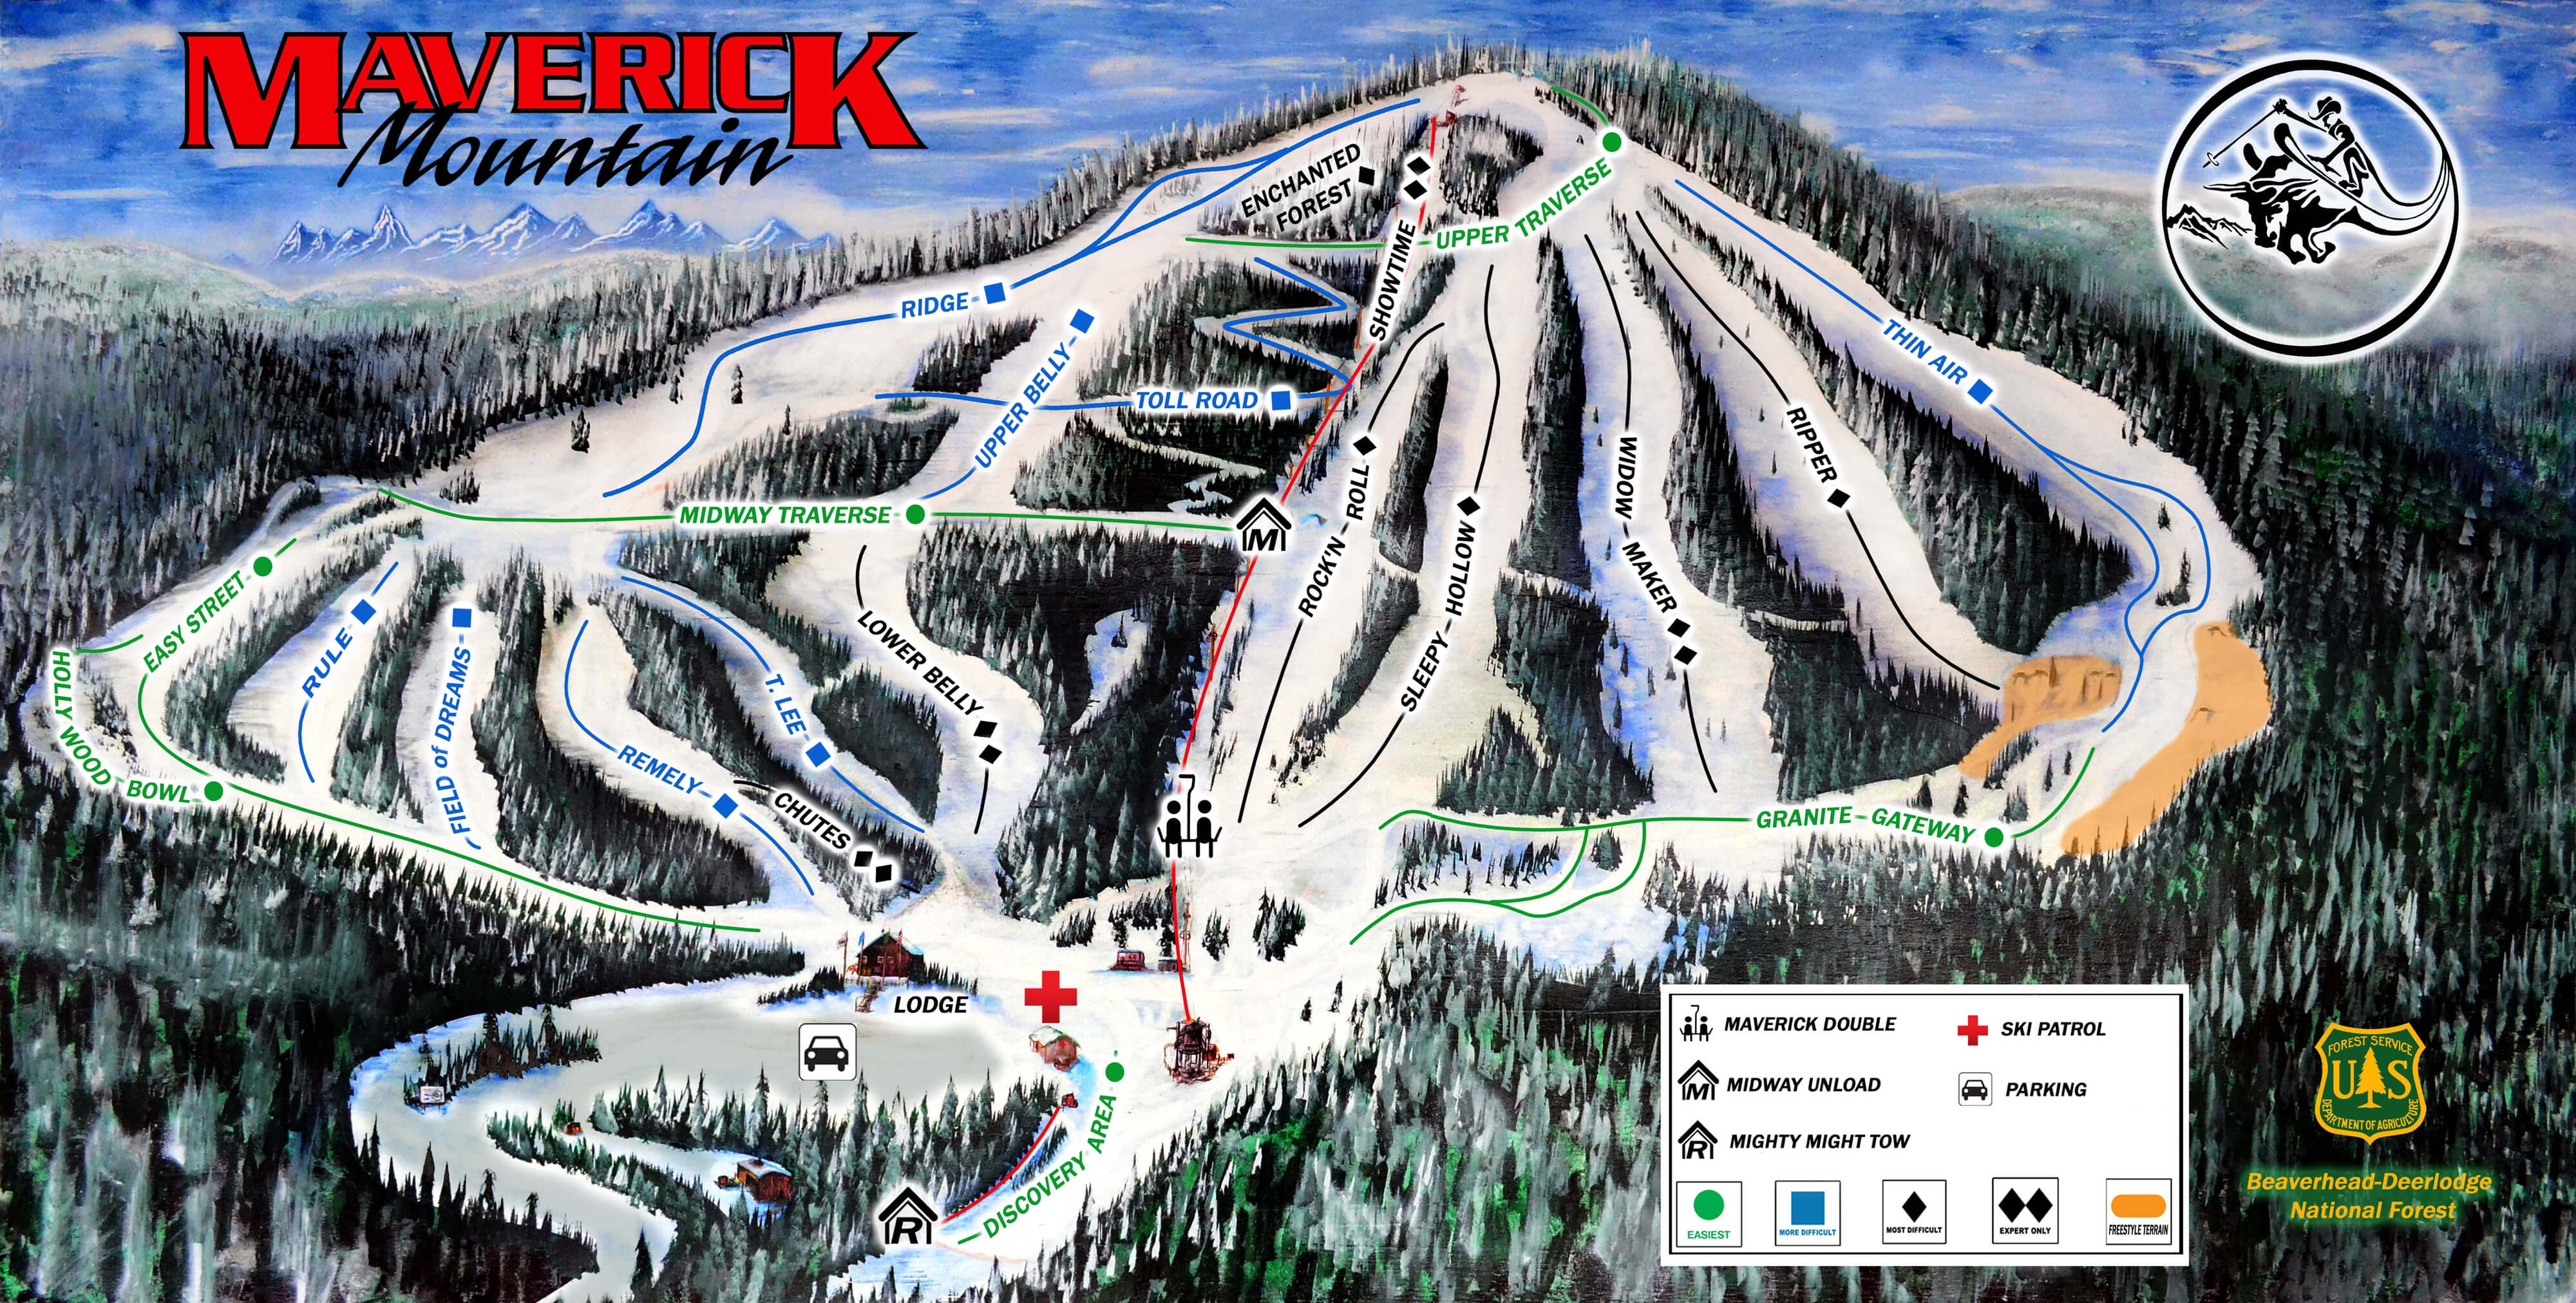 MAVERICK
Mountain
ENCHANTED
FOREST
SHOWTIME
UPPER TRAVERSE
RIDGE
UPPER BELLY
TOLL ROAD
THIN AIR
ROCK'N - ROLL
SLEEPY - HOLLOW
WIDOW - MAKER
RIPPER
MIDWAY TRAVERSE
M
EASY STREET
RULE
FIELD of DREAMS
HOLLY WOOD BOWL
REMELY
T. LEE
LOWER BELLY
CHUTES
GRANITE - GATEWAY
LODGE
DISCOVERY AREA
R
MAVERICK DOUBLE
SKI PATROL
M
MIDWAY UNLOAD
PARKING
R
MIGHTY MIGHT TOW
EASIEST
MORE DIFFICULT
MOST DIFFICULT
EXPERT ONLY
FREESTYLE TERRAIN
FOREST SERVICE
U S
DEPARTMENT OF AGRICULTURE
Beaverhead-Deerlodge
National Forest